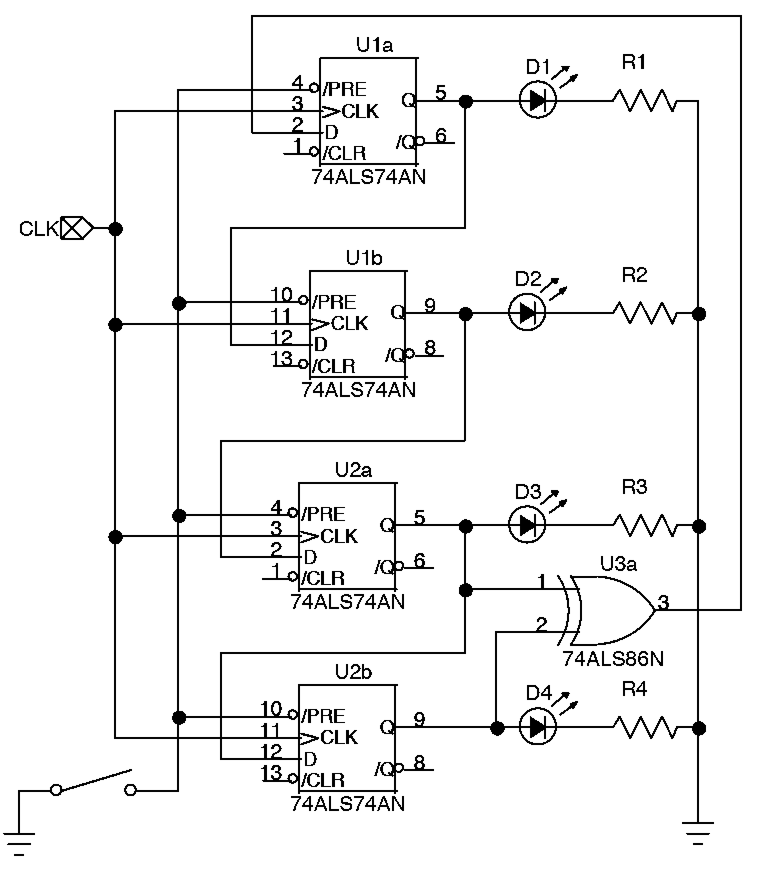 U1a
4 /PRE
3 CLK
2 D
1 /CLR
Q 5
/Q 6
74ALS74AN
D1
R1
CLK
U1b
10 /PRE
11 CLK
12 D
13 /CLR
Q 9
/Q 8
74ALS74AN
D2
R2
U2a
4 /PRE
3 CLK
2 D
1 /CLR
Q 5
/Q 6
74ALS74AN
D3
R3
U3a
1
2
3
74ALS86N
U2b
10 /PRE
11 CLK
12 D
13 /CLR
Q 9
/Q 8
74ALS74AN
D4
R4